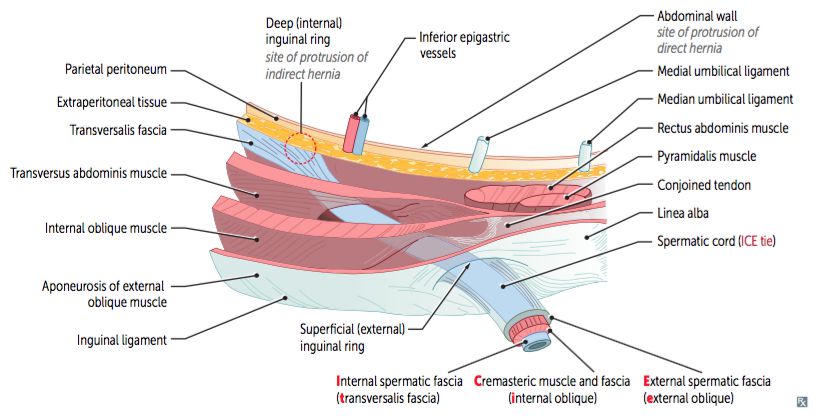 Deep (internal)
inguinal ring
site of protrusion of
indirect hernia
Inferior epigastric
vessels
Abdominal wall
site of protrusion of
direct hernia
Parietal peritoneum
Extraperitoneal tissue
Transversalis fascia
Transversus abdominis muscle
Internal oblique muscle
Aponeurosis of external
oblique muscle
Inguinal ligament
Medial umbilical ligament
Median umbilical ligament
Rectus abdominis muscle
Pyramidalis muscle
Conjoined tendon
Linea alba
Spermatic cord (ICE tie)
Superficial (external)
inguinal ring
Internal spermatic fascia
(transversalis fascia)
Cremasteric muscle and fascia
(internal oblique)
External spermatic fascia
(external oblique)
Rx